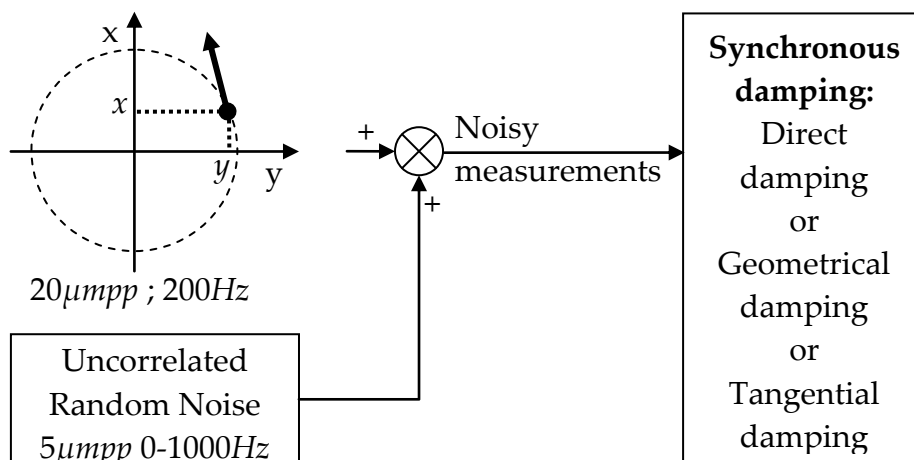 x
x
y
y
20µmpp ; 200Hz
+
Noisy
measurements
+
Uncorrelated
Random Noise
5µmpp 0-1000Hz
Synchronous
damping:
Direct
damping
or
Geometrical
damping
or
Tangential
damping